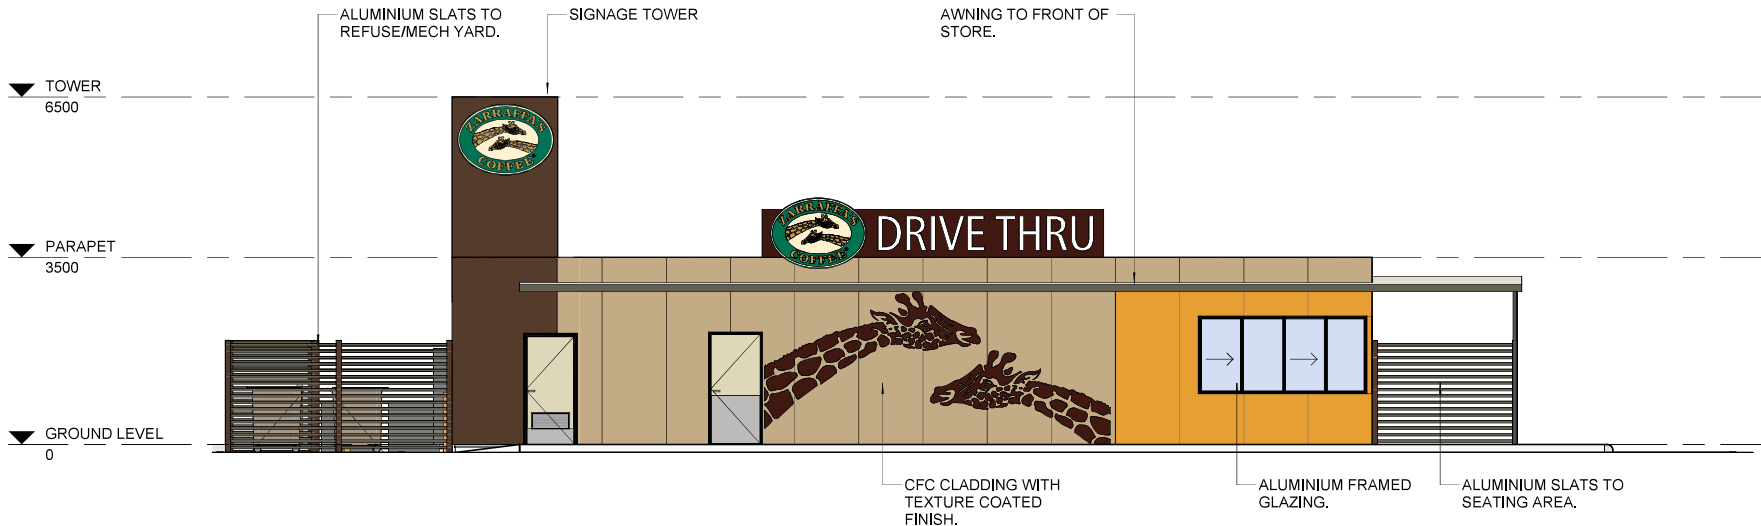 ALUMINIUM SLATS TO
REFUSE/MECH YARD.
SIGNAGE TOWER
AWNING TO FRONT OF
STORE.
TOWER
6500
ZARRAFFA'S
COFFEE
ZARRAFFA'S
COFFEE
DRIVE THRU
PARAPET
3500
GROUND LEVEL
0
CFC CLADDING WITH
TEXTURE COATED
FINISH.
ALUMINIUM FRAMED
GLAZING.
ALUMINIUM SLATS TO
SEATING AREA.